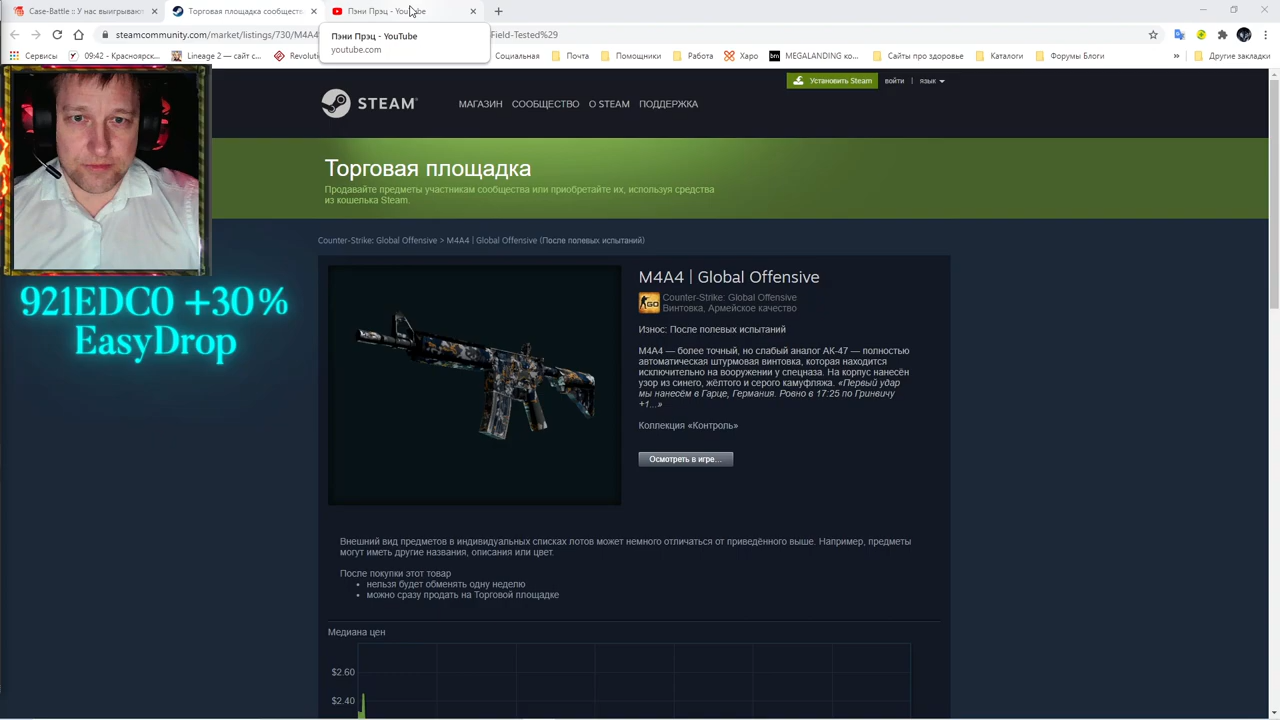 Case-Battle :: У нас выигрываю
Торговая площадка сообществ
Пэни Прэц - YouTube
steamcommunity.com/market/listings/730/M4A4
Field-Tested%29
Пэни Прэц - YouTube
youtube.com
Сервисы
09:42 - Красноярск...
Lineage 2 — сайт с...
Revoluti
Социальная
Почта
Помощники
Работа
Харо
MEGALANDING ко...
Сайты про здоровье
Каталоги
Форумы Блоги
»
Другие закладки
Установить Steam
войти
|
язык
STEAM
МАГАЗИН СООБЩЕСТВО О STEAM ПОДДЕРЖКА
Торговая площадка
Продавайте предметы участникам сообщества или приобретайте их, используя средства
из кошелька Steam.
Counter-Strike: Global Offensive > M4A4 | Global Offensive (После полевых испытаний)
921EDC0 +30%
EasyDrop
M4A4 | Global Offensive
GO
Counter-Strike: Global Offensive
Винтовка, Армейское качество
Износ: После полевых испытаний
M4A4 — более точный, но слабый аналог АК-47 — полностью
автоматическая штурмовая винтовка, которая находится
исключительно на вооружении у спецназа. На корпус нанесён
узор из синего, жёлтого и серого камуфляжа. «Первый удар
мы нанесём в Гарце, Германия. Ровно в 17:25 по Гринвичу
+1...»
Коллекция «Контроль»
Осмотреть в игре...
Внешний вид предметов в индивидуальных списках лотов может немного отличаться от приведённого выше. Например, предметы
могут иметь другие названия, описания или цвет.
После покупки этот товар
• нельзя будет обменять одну неделю
• можно сразу продать на Торговой площадке
Медиана цен
$2.60
$2.40